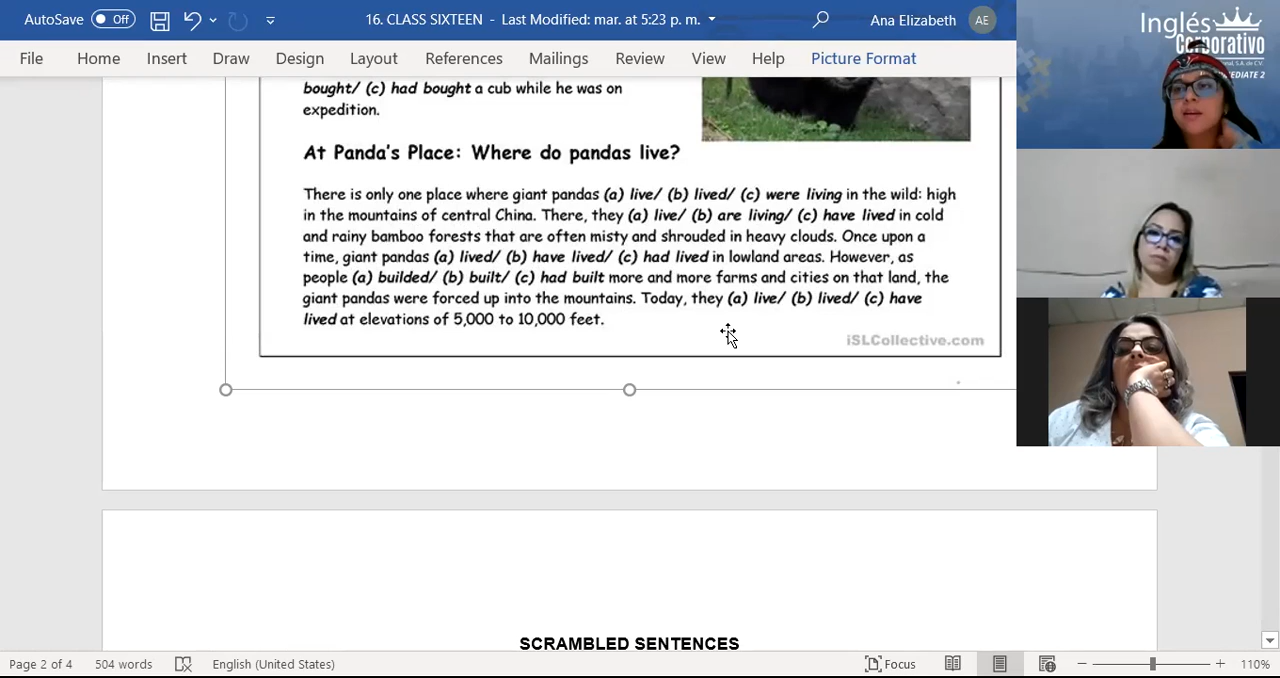 AutoSave Off 16. CLASS SIXTEEN - Last Modified: mar. at 5:23 p. m. Ana Elizabeth AE
File Home Insert Draw Design Layout References Mailings Review View Help Picture Format
Inglés
Corporativo
bought/ (c) had bought a cub while he was on
expedition.
At Panda's Place: Where do pandas live?
There is only one place where giant pandas (a) live/ (b) lived/ (c) were living in the wild: high
in the mountains of central China. There, they (a) live/ (b) are living/ (c) have lived in cold
and rainy bamboo forests that are often misty and shrouded in heavy clouds. Once upon a
time, giant pandas (a) lived/ (b) have lived/ (c) had lived in lowland areas. However, as
people (a) builded/ (b) built/ (c) had built more and more farms and cities on that land, the
giant pandas were forced up into the mountains. Today, they (a) live/ (b) lived/ (c) have
lived at elevations of 5,000 to 10,000 feet.
iSLCollective.com
SCRAMBLED SENTENCES
Page 2 of 4 504 words English (United States) Focus 110%